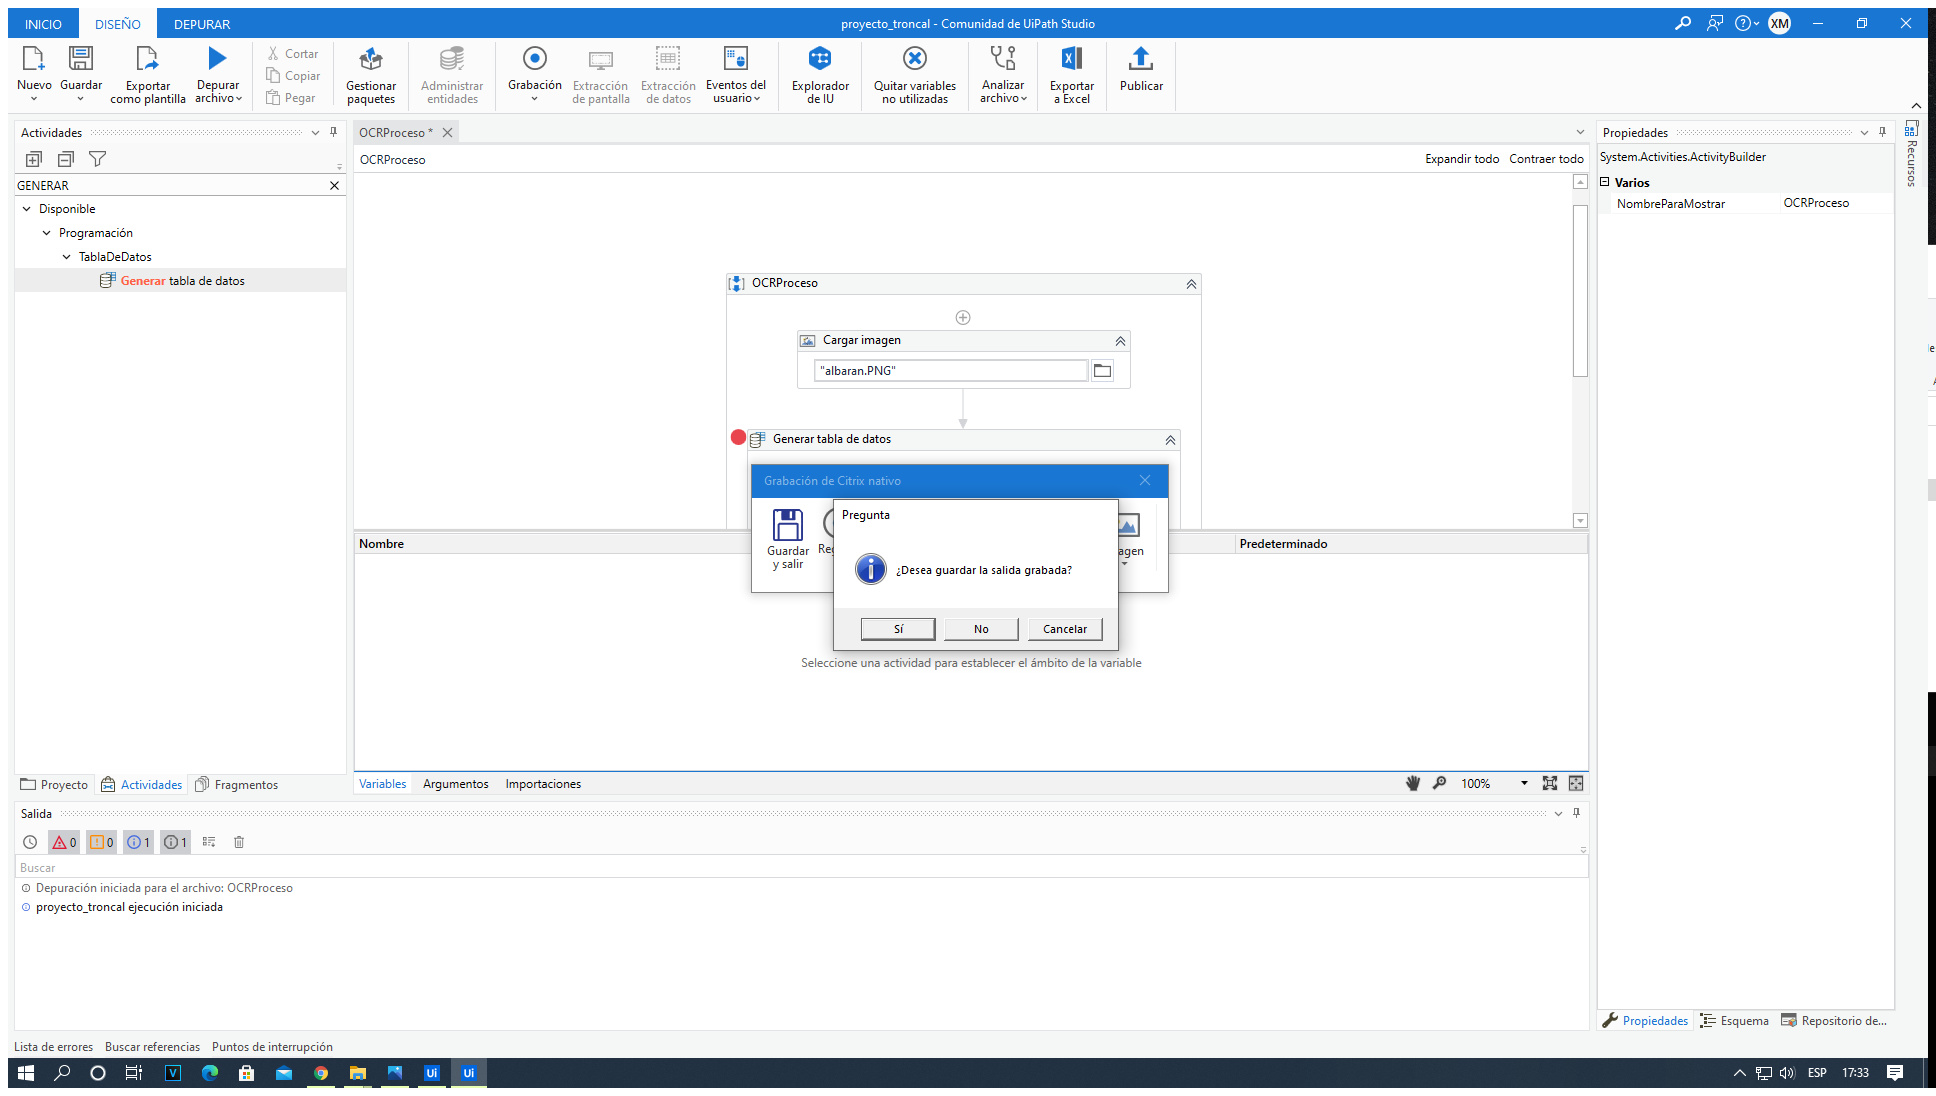 INICIO DISEÑO DEPURAR proyecto_troncal - Comunidad de UiPath Studio XM
Nuevo
Guardar
Exportar
como plantilla
Depurar
archivo
Cortar
Copiar
Pegar
Gestionar
paquetes
Administrar
entidades
Grabación
Extracción
de pantalla
Extracción
de datos
Eventos del
usuario
Explorador
de IU
Quitar variables
no utilizadas
Analizar
archivo
Exportar
a Excel
Publicar
Actividades
GENERAR
Disponible
Programación
TablaDeDatos
Generar tabla de datos
Proyecto Actividades Fragmentos
OCRProceso *
OCRProceso
Expandir todo Contraer todo
OCRProceso
Cargar imagen
"albaran.PNG"
Generar tabla de datos
Grabación de Citrix nativo
Guardar
y salir
Reg
agen
Pregunta
¿Desea guardar la salida grabada?
Sí No Cancelar
Nombre Predeterminado
Seleccione una actividad para establecer el ámbito de la variable
Variables Argumentos Importaciones
100%
Propiedades
System.Activities.ActivityBuilder
Varios
NombreParaMostrar OCRProceso
Propiedades Esquema Repositorio de...
Recursos
Salida
0 0 1 1
Buscar
Depuración iniciada para el archivo: OCRProceso
proyecto_troncal ejecución iniciada
Lista de errores Buscar referencias Puntos de interrupción
V Ui Ui
ESP 17:33